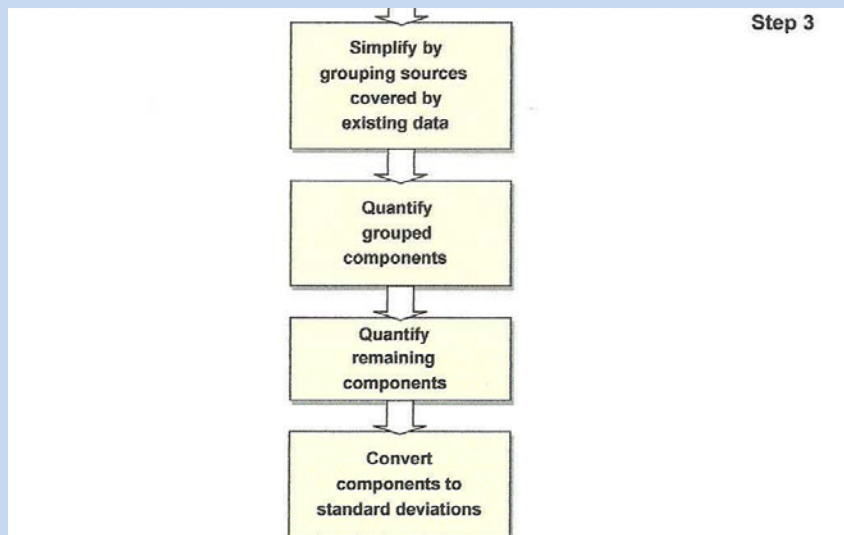 Step 3
Simplify by
grouping sources
covered by
existing data
Quantify
grouped
components
Quantify
remaining
components
Convert
components to
standard deviations